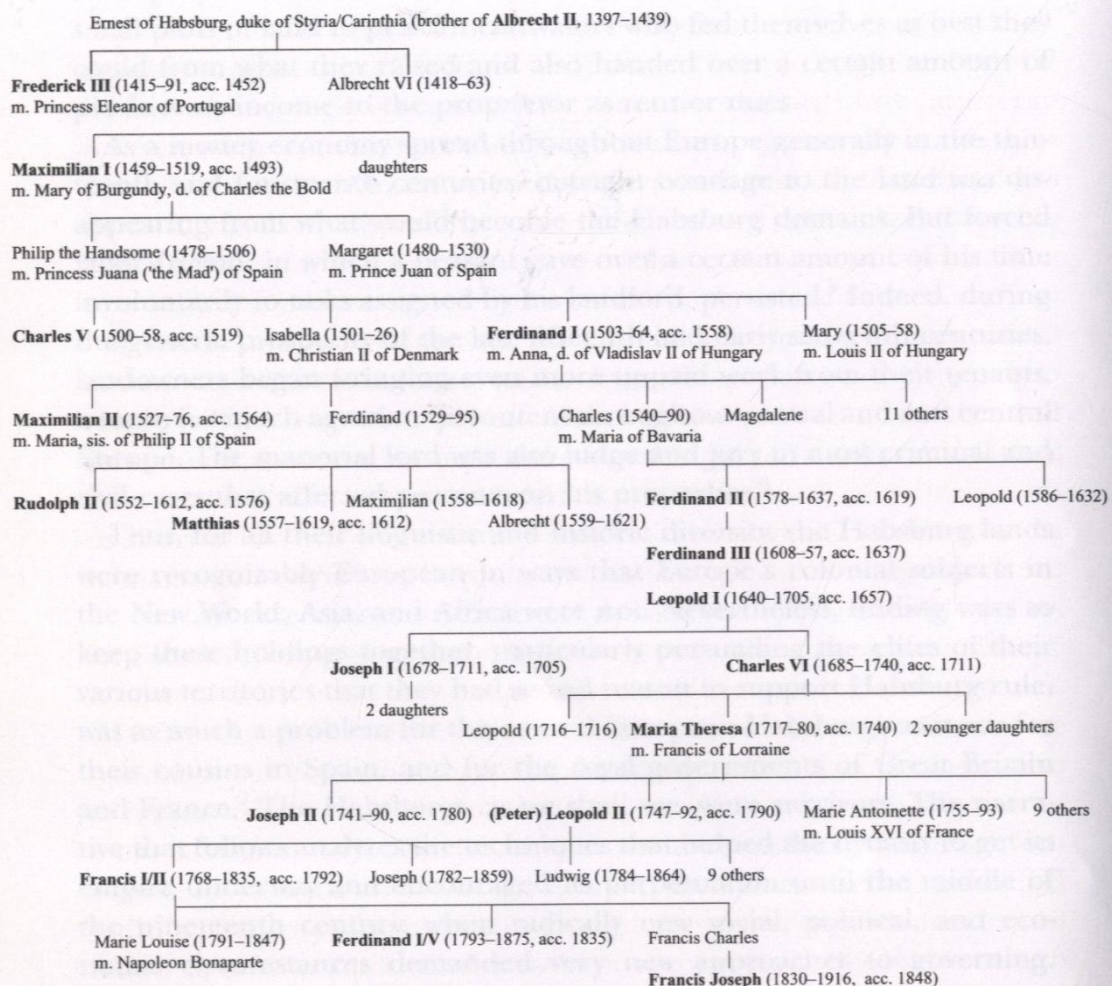 Ernest of Habsburg, duke of Styria/Carinthia (brother of Albrecht II, 1397–1439)
Frederick III (1415–91, acc. 1452) Albrecht VI (1418–63)
m. Princess Eleanor of Portugal
Maximilian I (1459–1519, acc. 1493) daughters
m. Mary of Burgundy, d. of Charles the Bold
Philip the Handsome (1478–1506) Margaret (1480–1530)
m. Princess Juana ('the Mad') of Spain m. Prince Juan of Spain
Charles V (1500–58, acc. 1519) Isabella (1501–26) Ferdinand I (1503–64, acc. 1558) Mary (1505–58)
m. Christian II of Denmark m. Anna, d. of Vladislav II of Hungary m. Louis II of Hungary
Maximilian II (1527–76, acc. 1564) Ferdinand (1529–95) Charles (1540–90) Magdalene 11 others
m. Maria, sis. of Philip II of Spain m. Maria of Bavaria
Rudolph II (1552–1612, acc. 1576) Maximilian (1558–1618) Ferdinand II (1578–1637, acc. 1619) Leopold (1586–1632)
Matthias (1557–1619, acc. 1612) Albrecht (1559–1621)
Ferdinand III (1608–57, acc. 1637)
Leopold I (1640–1705, acc. 1657)
Joseph I (1678–1711, acc. 1705) Charles VI (1685–1740, acc. 1711)
2 daughters
Leopold (1716–1716) Maria Theresa (1717–80, acc. 1740) 2 younger daughters
m. Francis of Lorraine
Joseph II (1741–90, acc. 1780) (Peter) Leopold II (1747–92, acc. 1790) Marie Antoinette (1755–93) 9 others
m. Louis XVI of France
Francis I/II (1768–1835, acc. 1792) Joseph (1782–1859) Ludwig (1784–1864) 9 others
Marie Louise (1791–1847) Ferdinand I/V (1793–1875, acc. 1835) Francis Charles
m. Napoleon Bonaparte
Francis Joseph (1830–1916, acc. 1848)